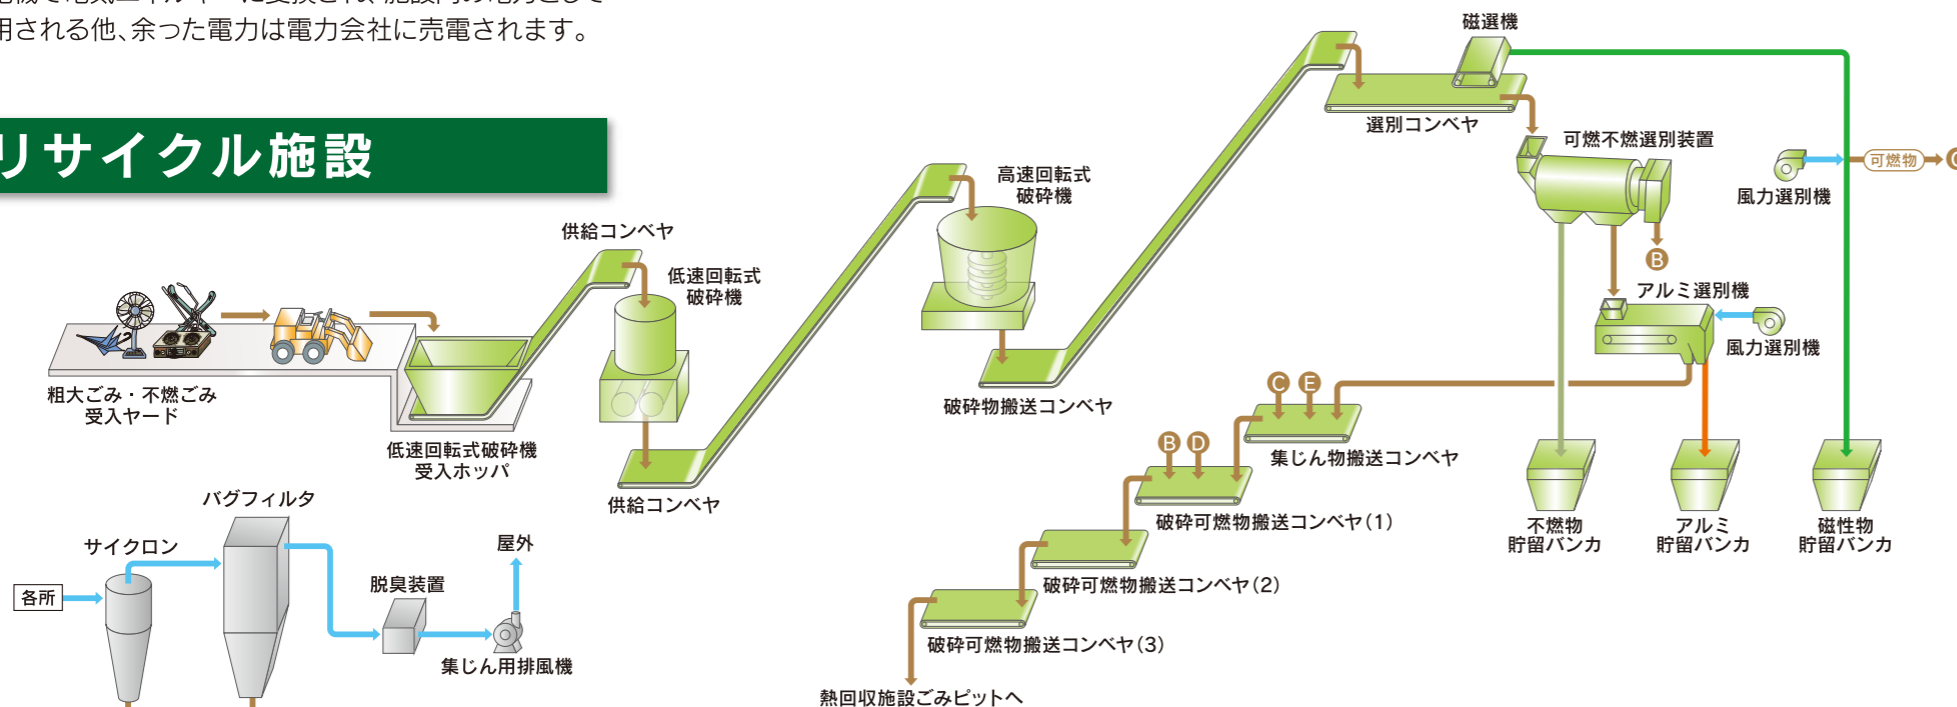 用される他、余った電力は電力会社に売電されます。
リサイクル施設
磁選機
選別コンベヤ
可燃不燃選別装置
可燃物
風力選別機
B
高速回転式
破砕機
供給コンベヤ
低速回転式
破砕機
アルミ選別機
風力選別機
粗大ごみ・不燃ごみ
受入ヤード
低速回転式破砕機
受入ホッパ
供給コンベヤ
破砕物搬送コンベヤ
C E
集じん物搬送コンベヤ
B D
破砕可燃物搬送コンベヤ(1)
破砕可燃物搬送コンベヤ(2)
破砕可燃物搬送コンベヤ(3)
熱回収施設ごみピットへ
不燃物
貯留バンカ
アルミ
貯留バンカ
磁性物
貯留バンカ
バグフィルタ
サイクロン
各所
脱臭装置
屋外
集じん用排風機